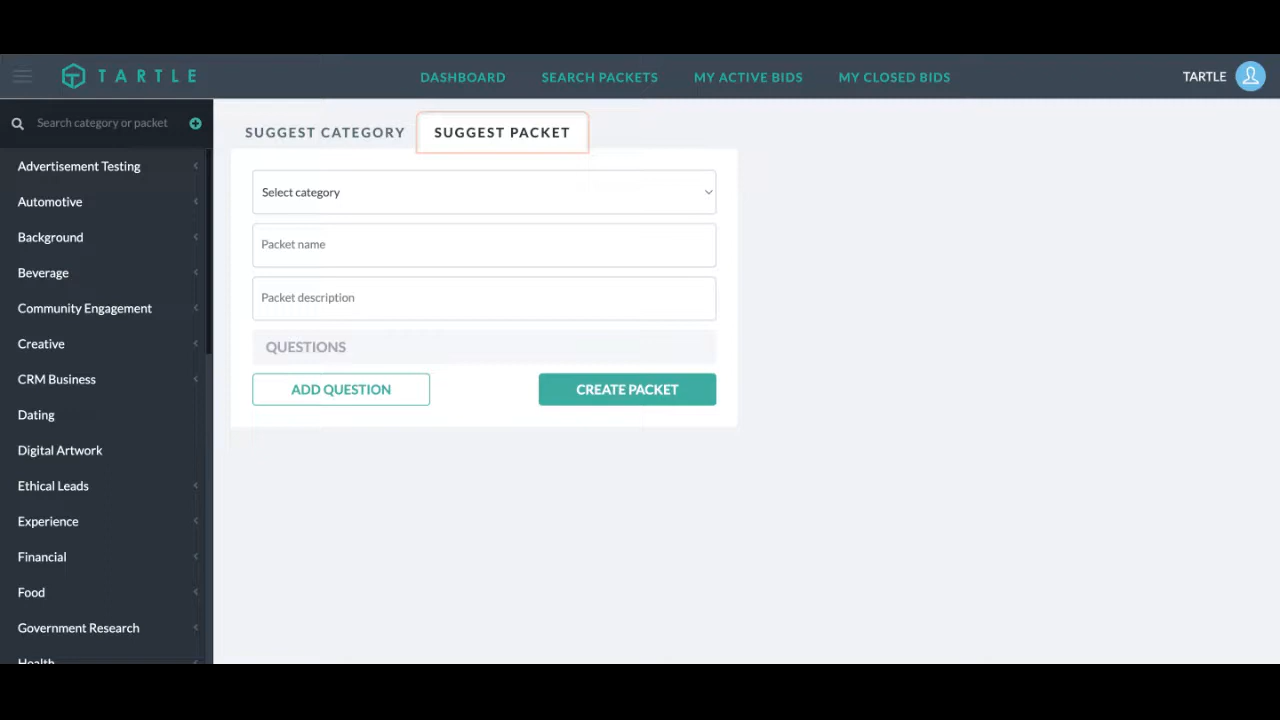 TARTLE
DASHBOARD
SEARCH PACKETS
MY ACTIVE BIDS
MY CLOSED BIDS
TARTLE
Search category or packet
Advertisement Testing
Automotive
Background
Beverage
Community Engagement
Creative
CRM Business
Dating
Digital Artwork
Ethical Leads
Experience
Financial
Food
Government Research
Health
SUGGEST CATEGORY
SUGGEST PACKET
Select category
Packet name
Packet description
QUESTIONS
ADD QUESTION
CREATE PACKET